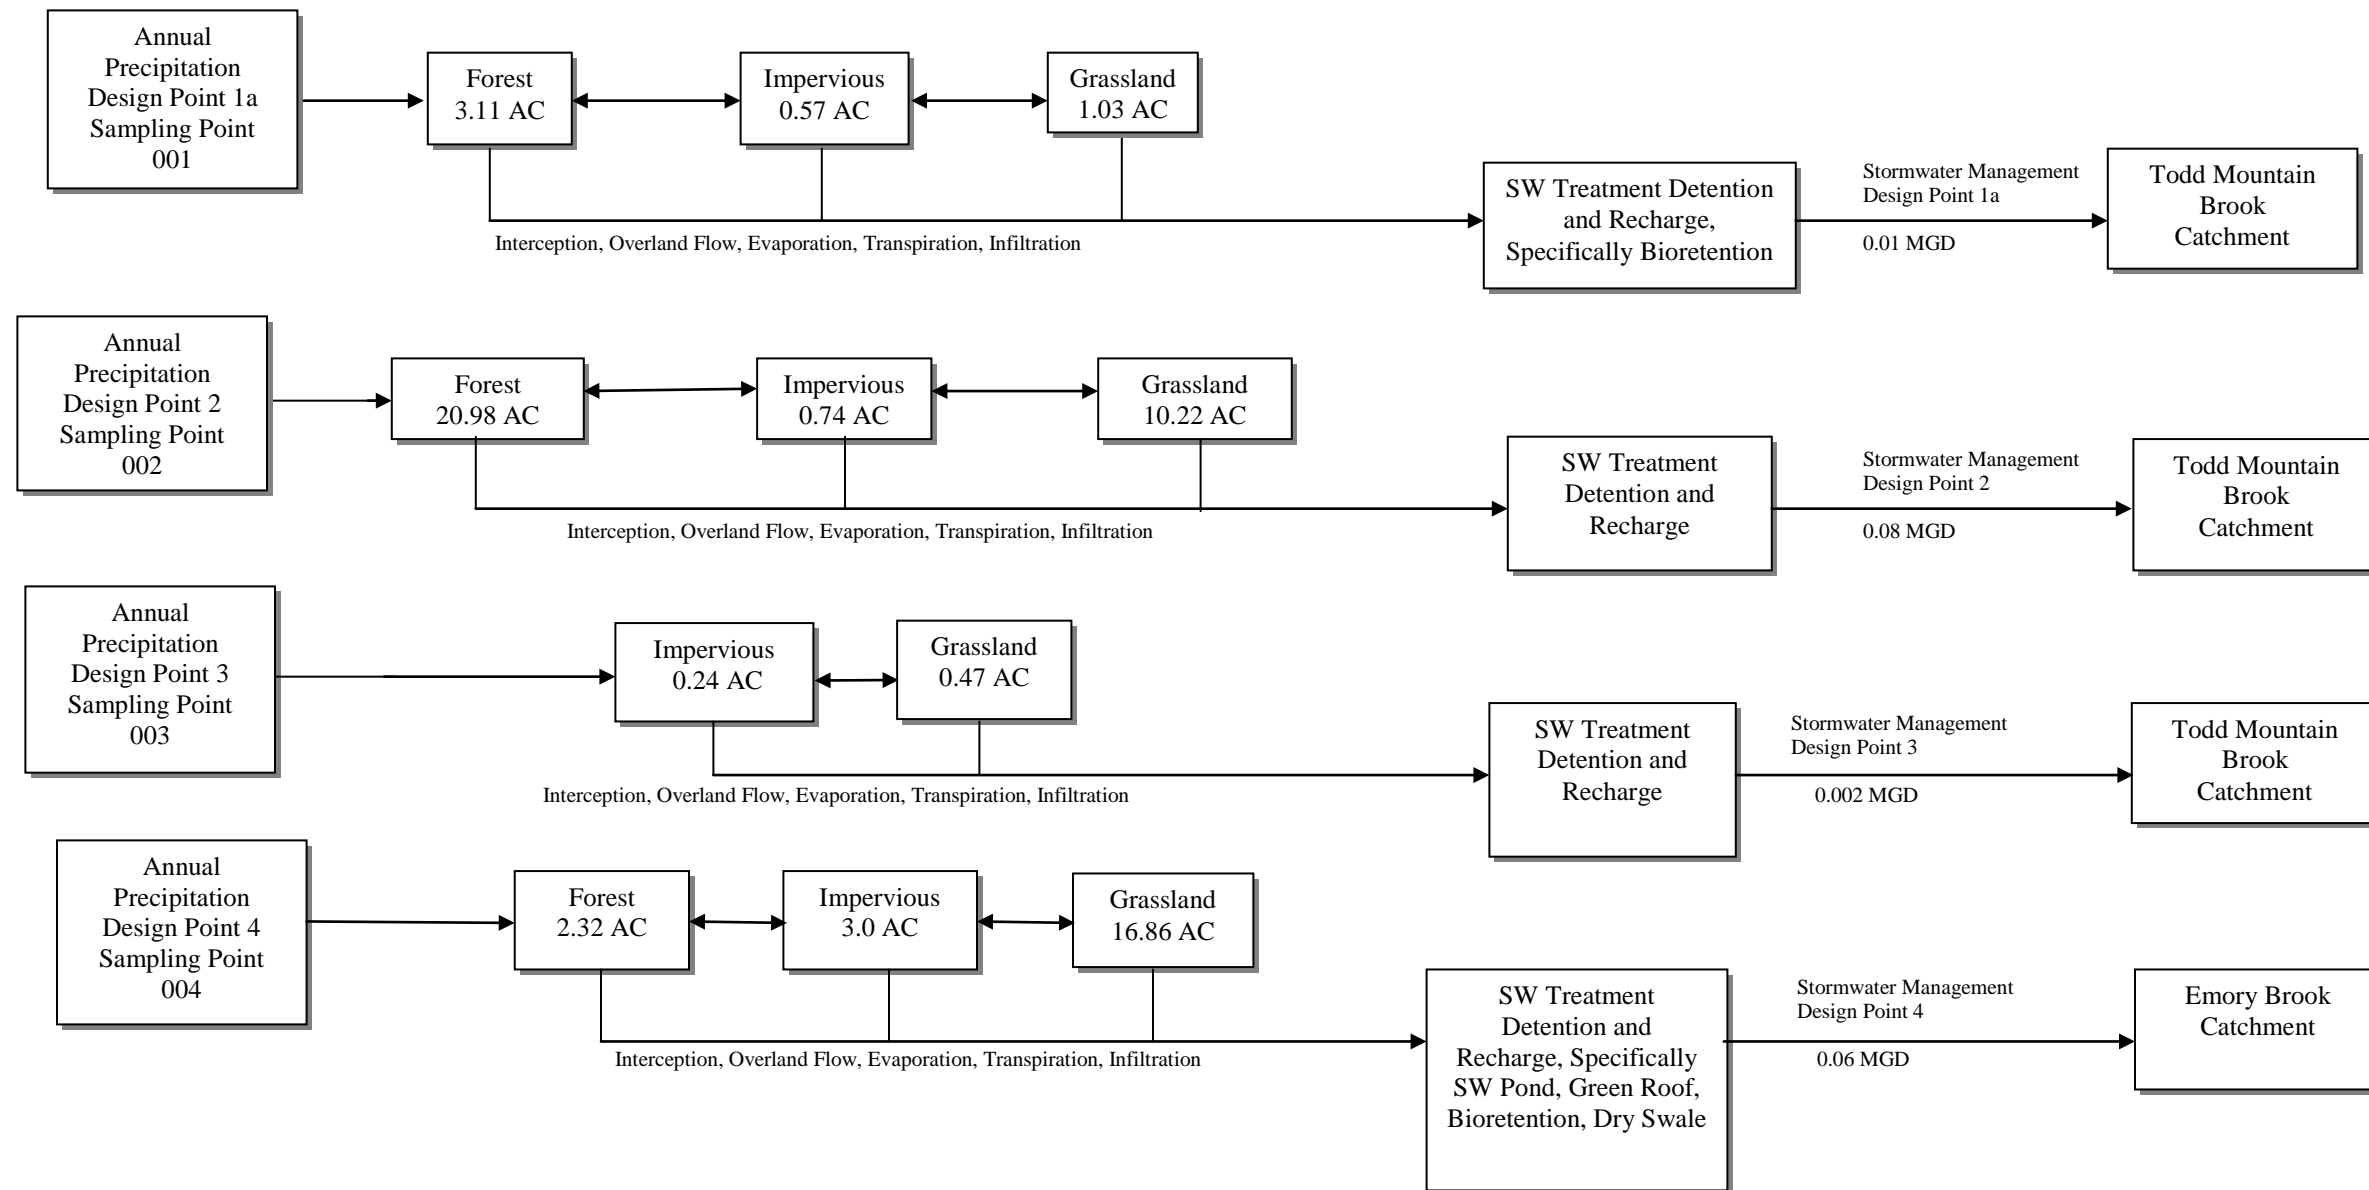 Annual
Precipitation
Design Point 1a
Sampling Point
001
Forest
3.11 AC
Impervious
0.57 AC
Grassland
1.03 AC
Interception, Overland Flow, Evaporation, Transpiration, Infiltration
SW Treatment Detention
and Recharge,
Specifically Bioretention
Stormwater Management
Design Point 1a
0.01 MGD
Todd Mountain
Brook
Catchment
Annual
Precipitation
Design Point 2
Sampling Point
002
Forest
20.98 AC
Impervious
0.74 AC
Grassland
10.22 AC
Interception, Overland Flow, Evaporation, Transpiration, Infiltration
SW Treatment
Detention and
Recharge
Stormwater Management
Design Point 2
0.08 MGD
Todd Mountain
Brook
Catchment
Annual
Precipitation
Design Point 3
Sampling Point
003
Impervious
0.24 AC
Grassland
0.47 AC
Interception, Overland Flow, Evaporation, Transpiration, Infiltration
SW Treatment
Detention and
Recharge
Stormwater Management
Design Point 3
0.002 MGD
Todd Mountain
Brook
Catchment
Annual
Precipitation
Design Point 4
Sampling Point
004
Forest
2.32 AC
Impervious
3.0 AC
Grassland
16.86 AC
Interception, Overland Flow, Evaporation, Transpiration, Infiltration
SW Treatment
Detention and
Recharge, Specifically
SW Pond, Green Roof,
Bioretention, Dry Swale
Stormwater Management
Design Point 4
0.06 MGD
Emory Brook
Catchment